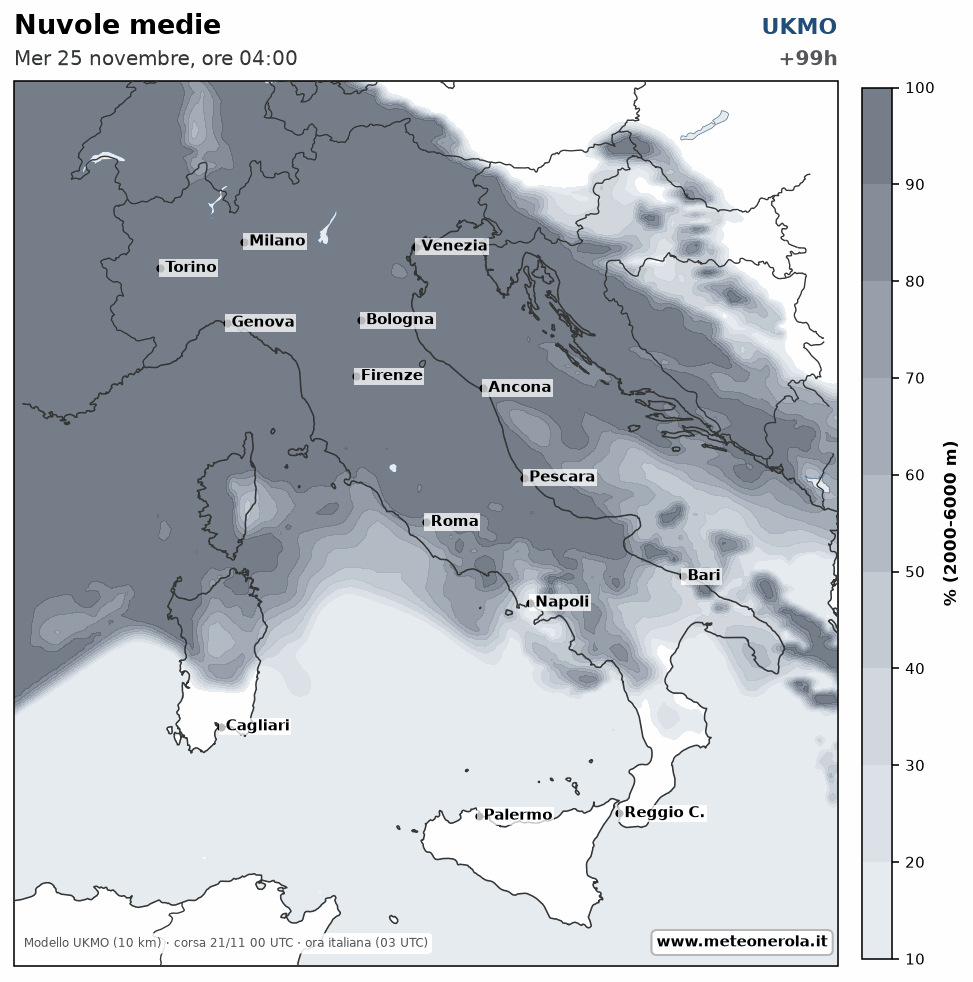 Nuvole medie
UKMO
Mer 25 novembre, ore 04:00
+99h
Milano
Venezia
Torino
Genova
Bologna
Firenze
Ancona
Pescara
Roma
Bari
Napoli
Cagliari
Palermo
Reggio C.
Modello UKMO (10 km) · corsa 21/11 00 UTC · ora italiana (03 UTC)
www.meteonerola.it
100
90
80
70
60
50
40
30
20
10
% (2000-6000 m)